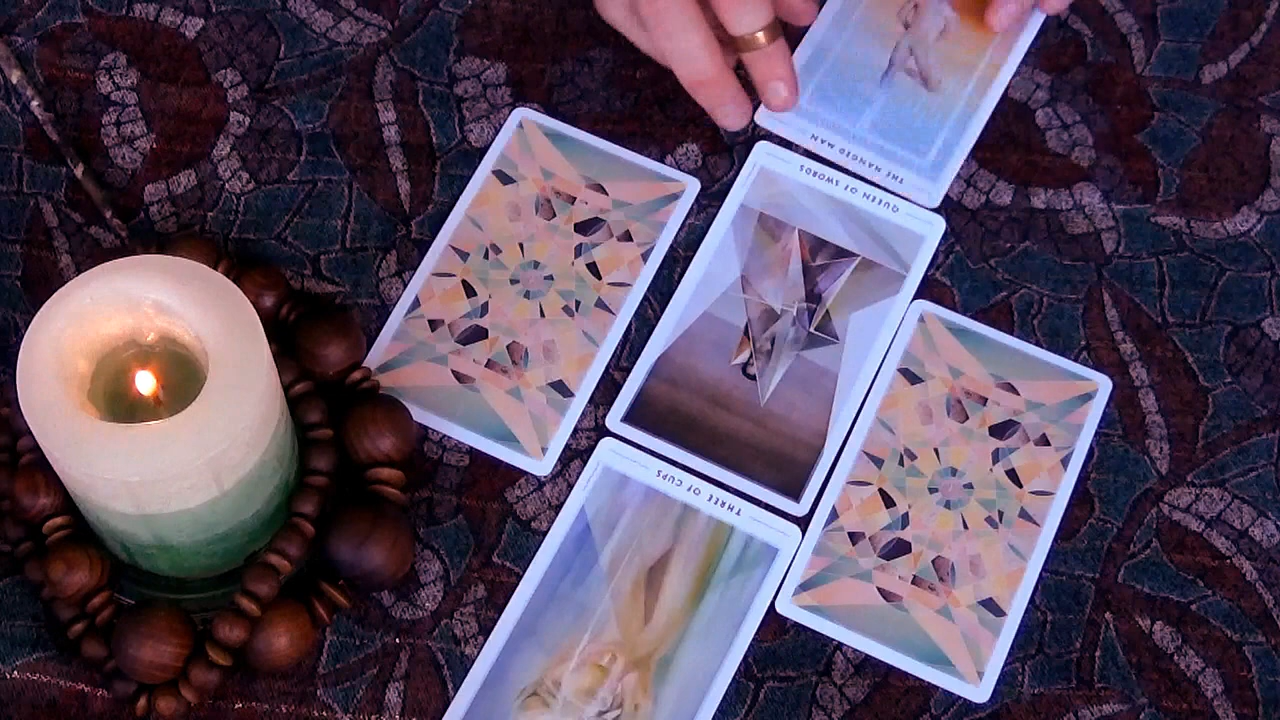 THE HANGED MAN
QUEEN OF SWORDS
THREE OF CUPS